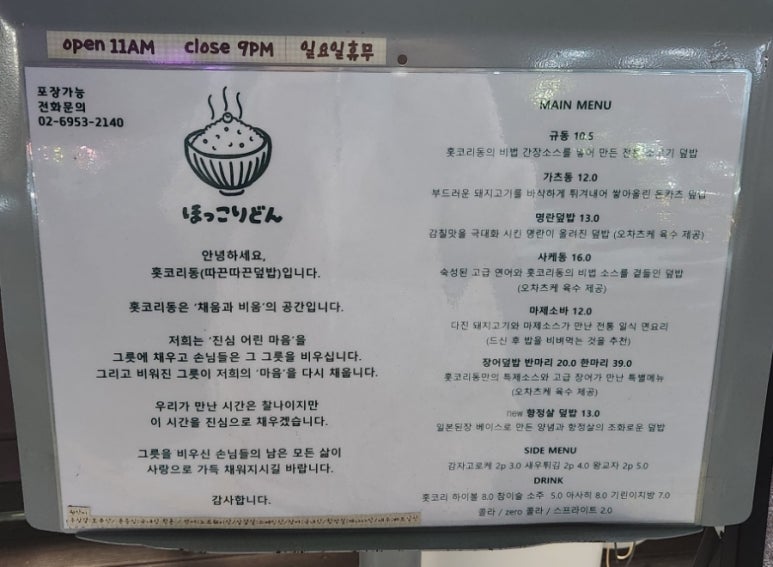 open 11AM close 9PM 일요일휴무
포장가능
전화문의
02-6953-2140
ほっこりどん
안녕하세요,
홋코리동(따끈따끈덮밥)입니다.
홋코리동은 '채움과 비움'의 공간입니다.
저희는 '진심 어린 마음'을
그릇에 채우고 손님들은 그 그릇을 비우십니다.
그리고 비워진 그릇이 저희의 '마음'을 다시 채웁니다.
우리가 만난 시간은 찰나이지만
이 시간을 진심으로 채우겠습니다.
그릇을 비우신 손님들의 남은 모든 삶이
사랑으로 가득 채워지시길 바랍니다.
감사합니다.
MAIN MENU
규동 10.5
홋코리동의 비법 간장소스를 넣어 만든 전통 소고기 덮밥
가츠동 12.0
부드러운 돼지고기를 바삭하게 튀겨내어 쌓아올린 돈카츠 덮밥
명란덮밥 13.0
감칠맛을 극대화 시킨 명란이 올려진 덮밥 (오차츠케 육수 제공)
사케동 16.0
숙성된 고급 연어와 홋코리동의 비법 소스를 곁들인 덮밥
(오차츠케 육수 제공)
마제소바 12.0
다진 돼지고기와 마제소스가 만난 전통 일식 면요리
(드신 후 밥을 비벼먹는 것을 추천)
장어덮밥 반마리 20.0 한마리 39.0
홋코리동만의 특제소스와 고급 장어가 만난 특별메뉴
(오차츠케 육수 제공)
new 항정살 덮밥 13.0
일본된장 베이스로 만든 양념과 항정살의 조화로운 덮밥
SIDE MENU
감자고로케 2p 3.0 새우튀김 2p 4.0 왕교자 2p 5.0
DRINK
홋코리 하이볼 8.0 참이슬 소주 5.0 아사히 8.0 기린이치방 7.0
콜라 / zero 콜라 / 스프라이트 2.0